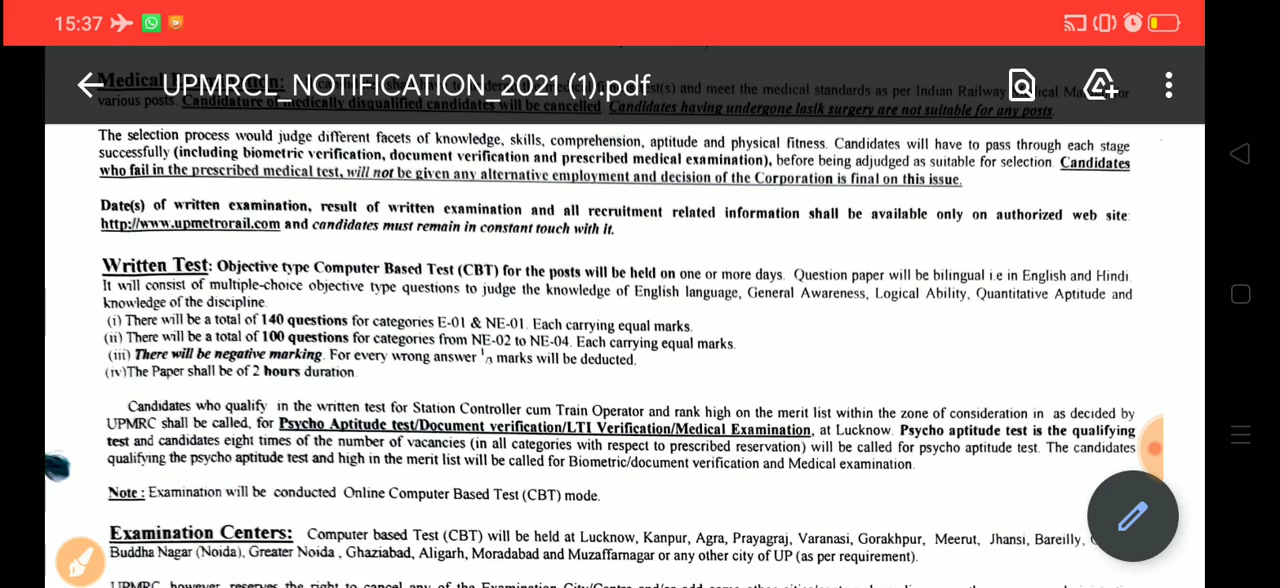 15:37
UPMRCL_NOTIFICATION_2021 (1).pdf
Medical st(s) and meet the medical standards as per Indian Railway
various posts. Candidature of medically disqualified candidates will be cancelled. Candidates having undergone lasik surgery are not suitable for any posts.
The selection process would judge different facets of knowledge, skills, comprehension, aptitude and physical fitness. Candidates will have to pass through each stage
successfully (including biometric verification, document verification and prescribed medical examination), before being adjudged as suitable for selection. Candidates
who fail in the prescribed medical test, will not be given any alternative employment and decision of the Corporation is final on this issue.
Date(s) of written examination, result of written examination and all recruitment related information shall be available only on authorized web site:
http://www.upmetrorail.com and candidates must remain in constant touch with it.
Written Test: Objective type Computer Based Test (CBT) for the posts will be held on one or more days. Question paper will be bilingual i.e in English and Hindi
It will consist of multiple-choice objective type questions to judge the knowledge of English language, General Awareness, Logical Ability, Quantitative Aptitude and
knowledge of the discipline.
(i) There will be a total of 140 questions for categories E-01 & NE-01. Each carrying equal marks.
(ii) There will be a total of 100 questions for categories from NE-02 to NE-04. Each carrying equal marks.
(iii) There will be negative marking. For every wrong answer marks will be deducted.
(iv)The Paper shall be of 2 hours duration.
Candidates who qualify in the written test for Station Controller cum Train Operator and rank high on the merit list within the zone of consideration in as decided by
UPMRC shall be called, for Psycho Aptitude test/Document verification/LTI Verification/Medical Examination, at Lucknow. Psycho aptitude test is the qualifying
test and candidates eight times of the number of vacancies (in all categories with respect to prescribed reservation) will be called for psycho aptitude test. The candidates
qualifying the psycho aptitude test and high in the merit list will be called for Biometric/document verification and Medical examination.
Note : Examination will be conducted Online Computer Based Test (CBT) mode.
Examination Centers: Computer based Test (CBT) will be held at Lucknow, Kanpur, Agra, Prayagraj, Varanasi, Gorakhpur, Meerut, Jhansi, Bareilly,
Buddha Nagar (Noida), Greater Noida , Ghaziabad, Aligarh, Moradabad and Muzaffarnagar or any other city of UP (as per requirement).